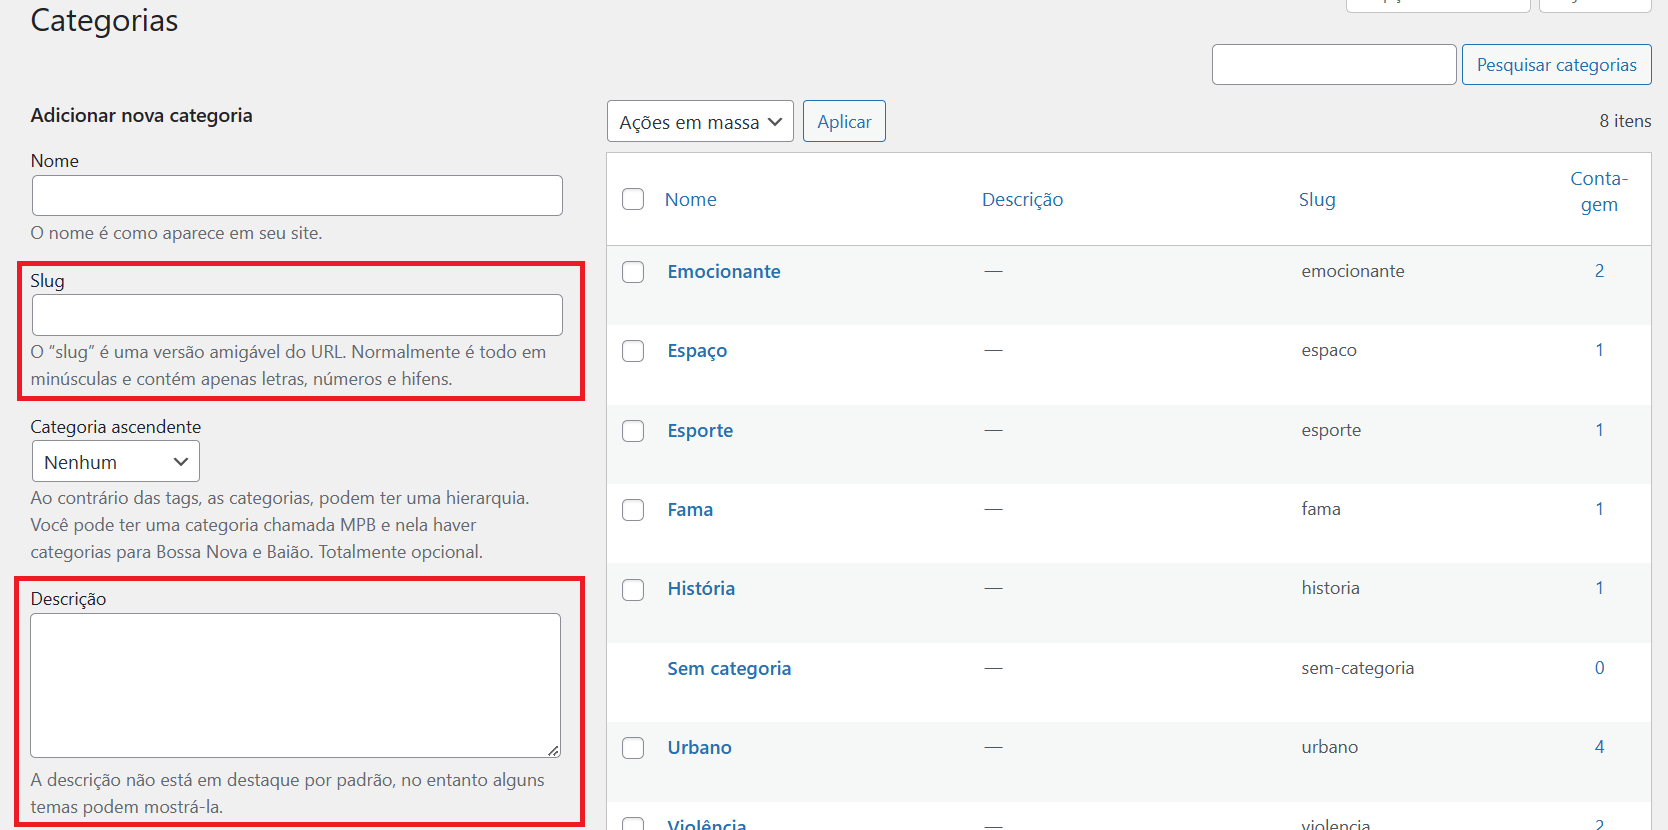 Categorias
Pesquisar categorias
Adicionar nova categoria
Nome
O nome é como aparece em seu site.
Slug
O “slug” é uma versão amigável do URL. Normalmente é todo em
minúsculas e contém apenas letras, números e hifens.
Categoria ascendente
Nenhum
Ao contrário das tags, as categorias, podem ter uma hierarquia.
Você pode ter uma categoria chamada MPB e nela haver
categorias para Bossa Nova e Baião. Totalmente opcional.
Descrição
A descrição não está em destaque por padrão, no entanto alguns
temas podem mostrá-la.
Ações em massa Aplicar 8 itens
Nome Descrição Slug Conta-
gem
Emocionante — emocionante 2
Espaço — espaco 1
Esporte — esporte 1
Fama — fama 1
História — historia 1
Sem categoria — sem-categoria 0
Urbano — urbano 4
Violência — violencia 2